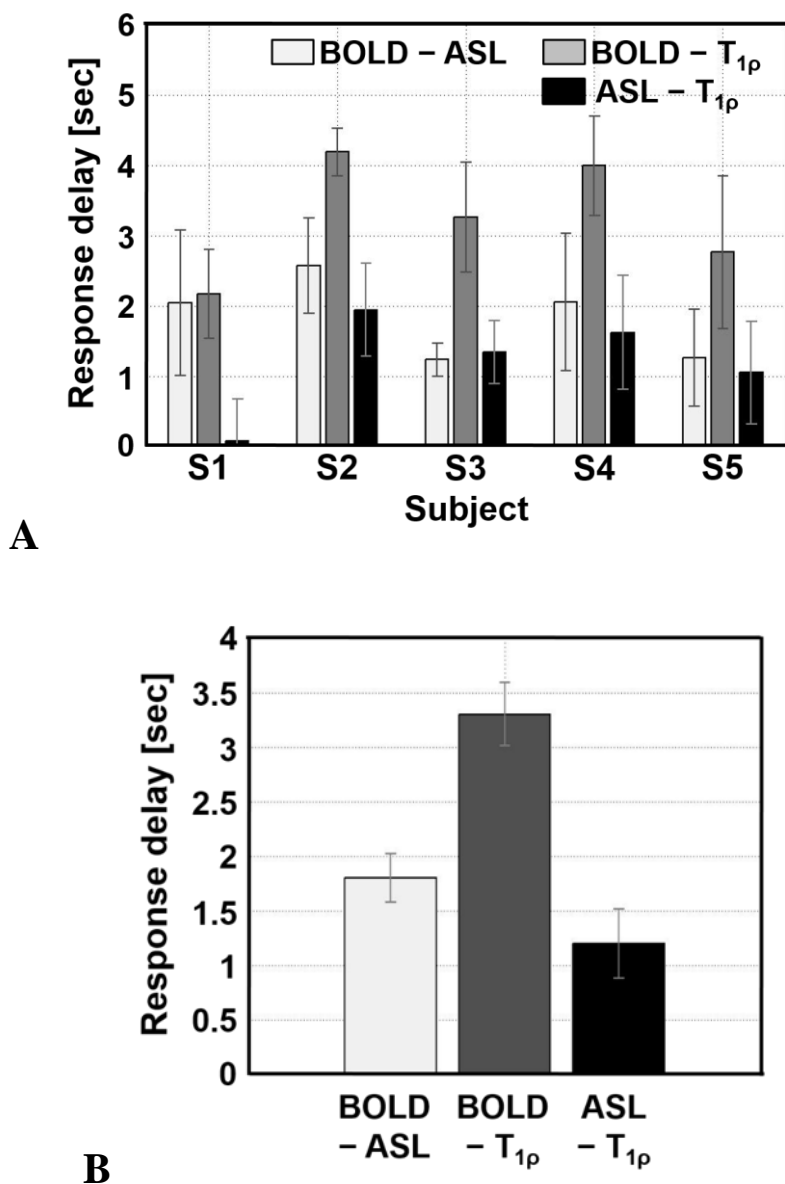 6
BOLD – ASL
BOLD – T1ρ
5
ASL – T1ρ
4
3
2
1
0
Response delay [sec]
S1 S2 S3 S4 S5
Subject
A
4
3.5
3
2.5
2
1.5
1
0.5
0
Response delay [sec]
BOLD BOLD ASL
– ASL – T1ρ – T1ρ
B